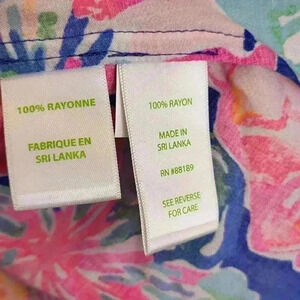 100% RAYONNE
FABRIQUE EN
SRI LANKA
100% RAYON
MADE IN
SRI LANKA
RN #88189
SEE REVERSE
FOR CARE